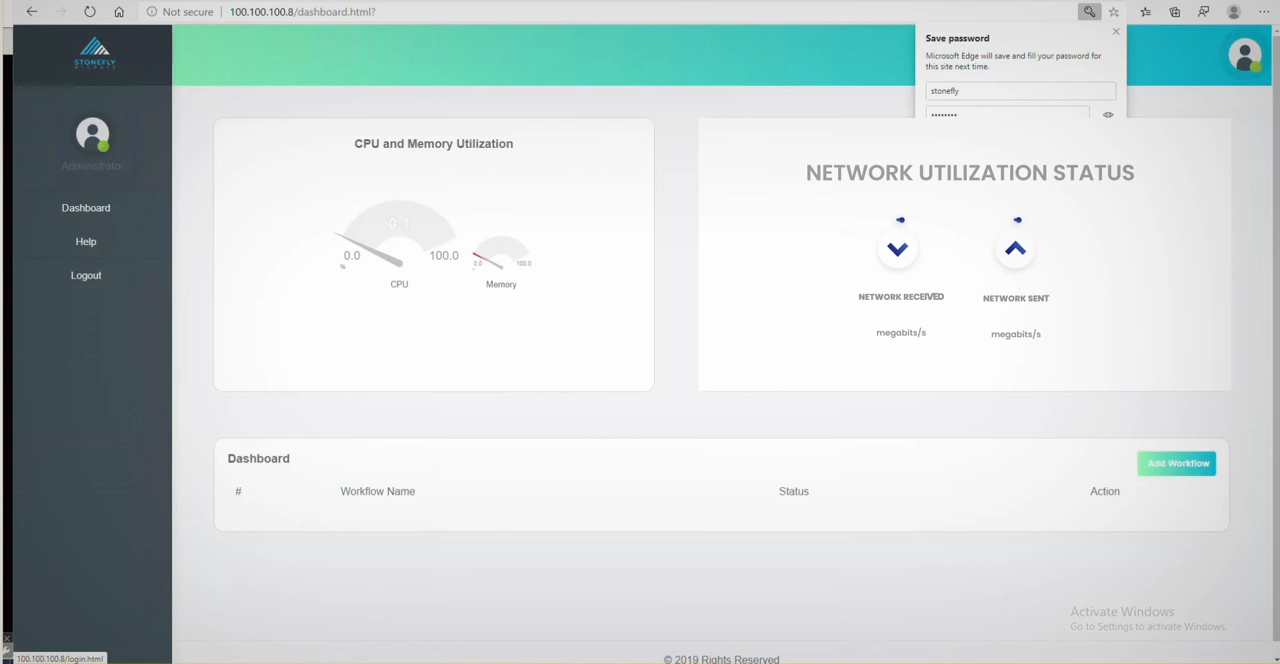 Not secure
100.100.100.8/dashboard.html?
STONEFLY
Save password
Microsoft Edge will save and fill your password for
this site next time.
stonefly
••••••••
Administrator
Dashboard
Help
Logout
CPU and Memory Utilization
0.1
0.0
100.0
%
CPU
0.0
100.0
Memory
NETWORK UTILIZATION STATUS
NETWORK RECEIVED
NETWORK SENT
megabits/s
megabits/s
Dashboard
Add Workflow
#
Workflow Name
Status
Action
Activate Windows
Go to Settings to activate Windows.
100.100.100.8/login.html
© 2019 Rights Reserved